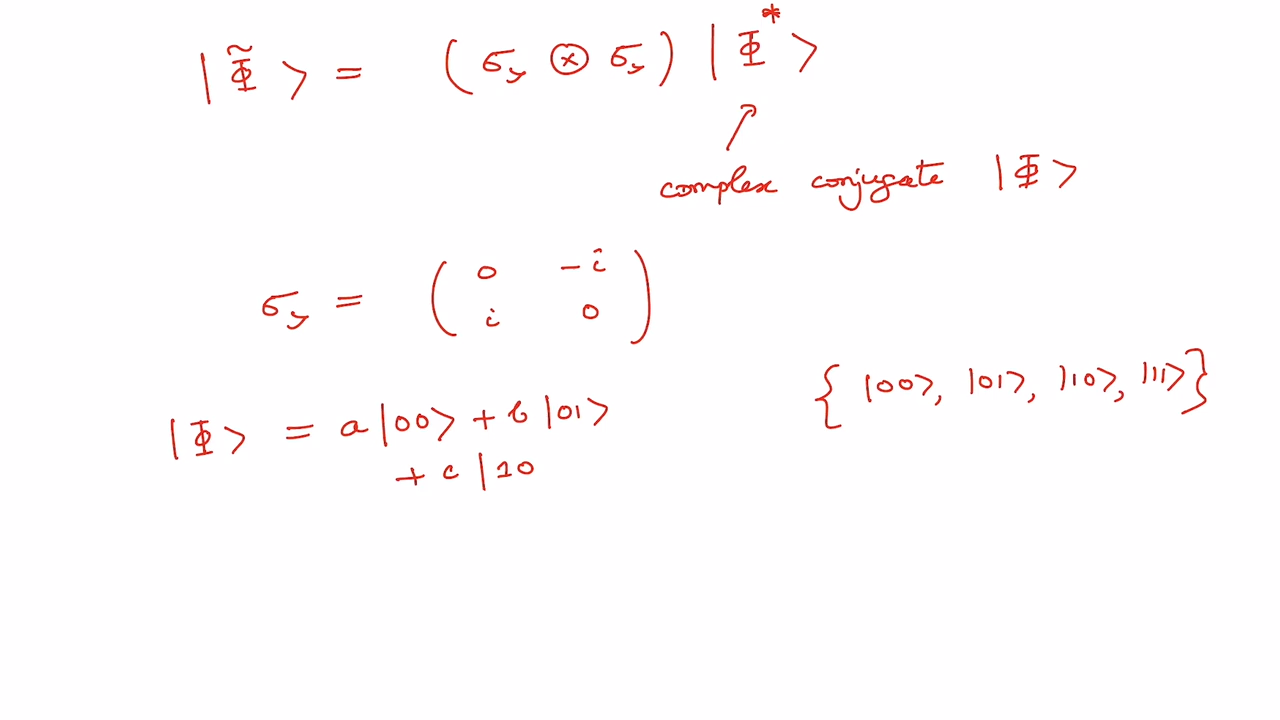 |Φ̃> = (σy ⊗ σy) |Φ*>
complex conjugate |Φ>
σy = ( 0 -i
i 0 )
{ |00>, |01>, |10>, |11> }
|Φ> = a|00> + b|01>
+ c|10